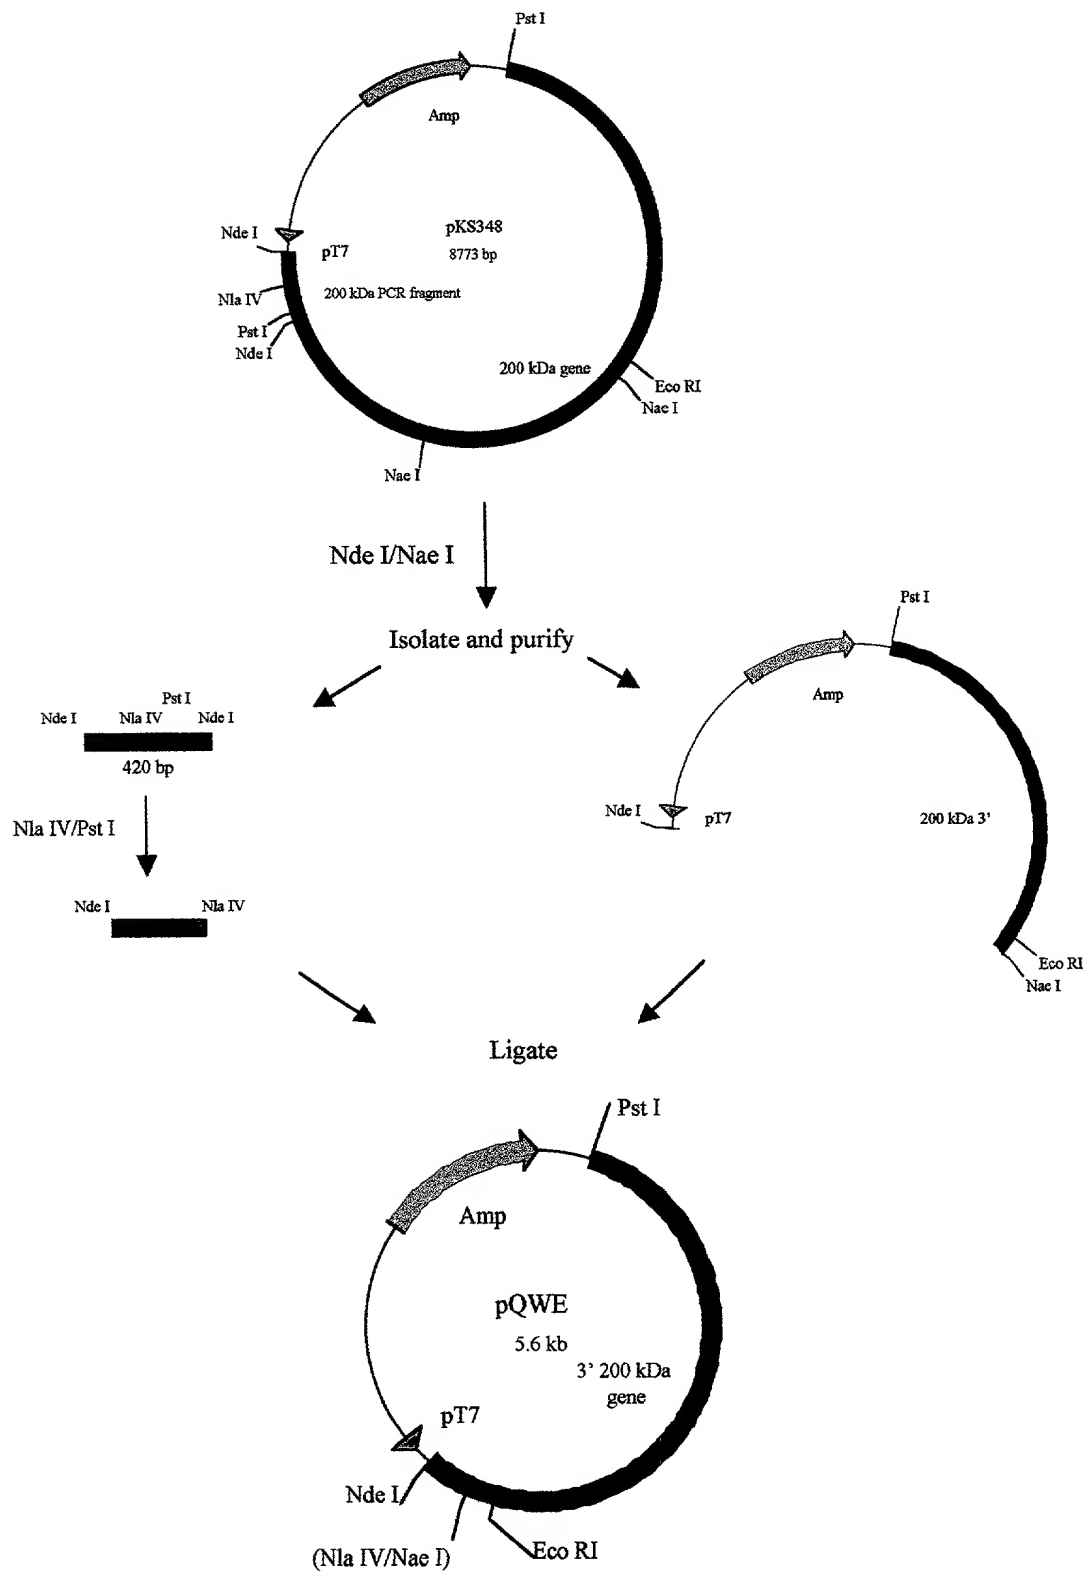 Pst I
Amp
pKS348
8773 bp
Nde I
pT7
Nla IV
200 kDa PCR fragment
Pst I
Nde I
200 kDa gene
Eco RI
Nae I
Nae I
Nde I/Nae I
Isolate and purify
Pst I
Nde I
Nla IV
Nde I
420 bp
Nla IV/Pst I
Nde I
Nla IV
Pst I
Amp
Nde I
pT7
200 kDa 3'
Eco RI
Nae I
Ligate
Pst I
Amp
pQWE
5.6 kb
3' 200 kDa
gene
pT7
Nde I
(Nla IV/Nae I)
Eco RI